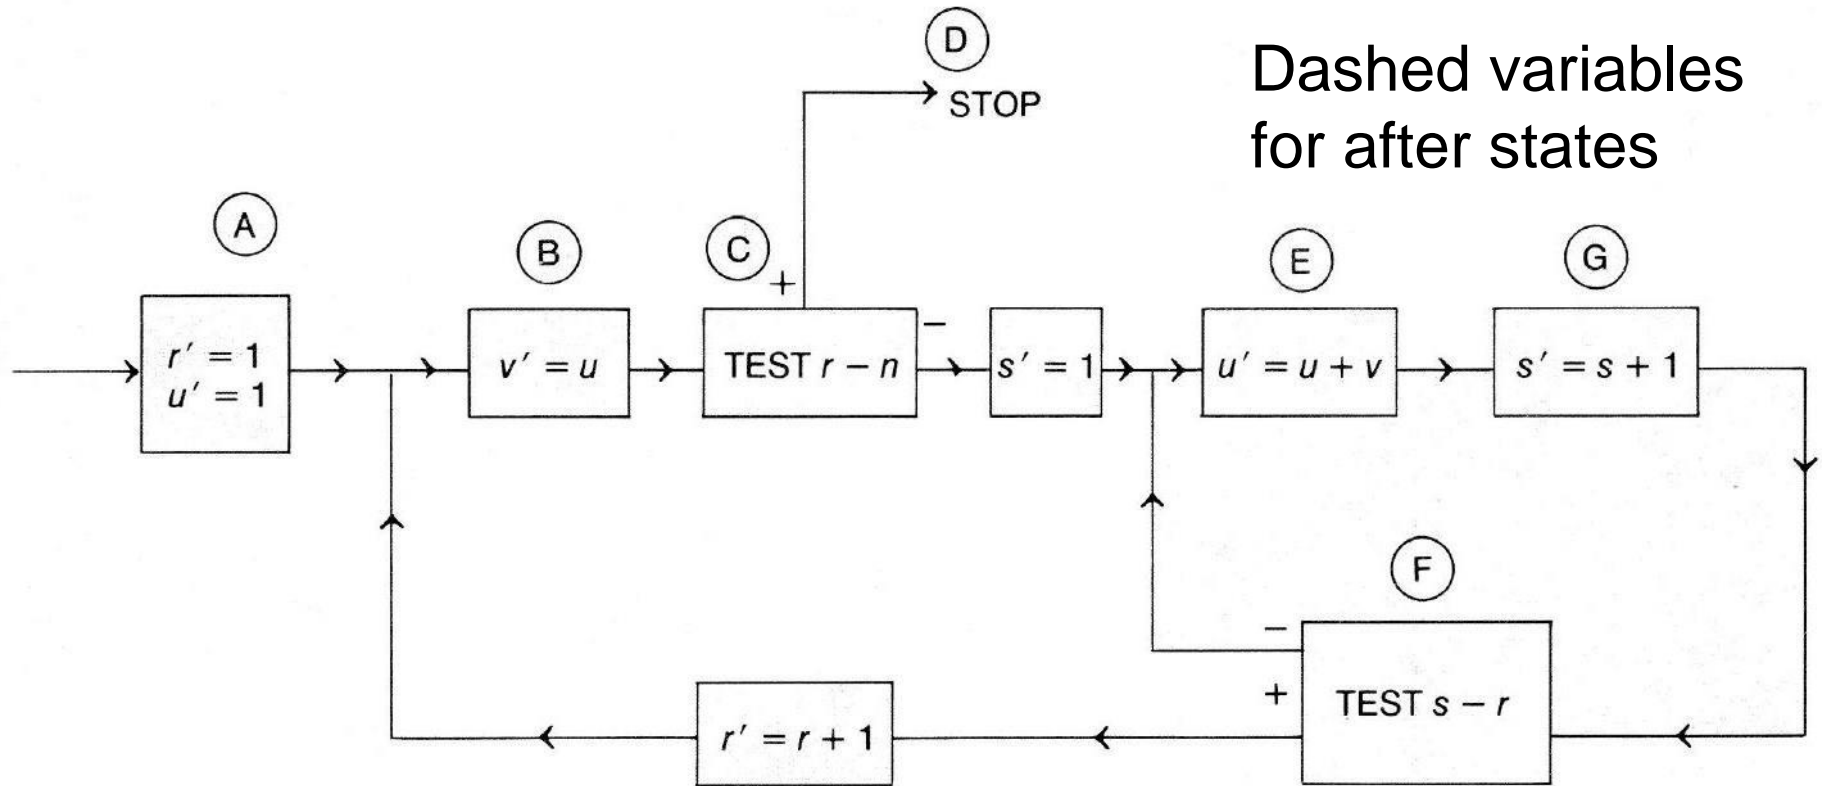 D
STOP
Dashed variables
for after states
A
r′ = 1
u′ = 1
B
v′ = u
C
+
TEST r − n
−
s′ = 1
E
u′ = u + v
G
s′ = s + 1
F
−
+
TEST s − r
r′ = r + 1